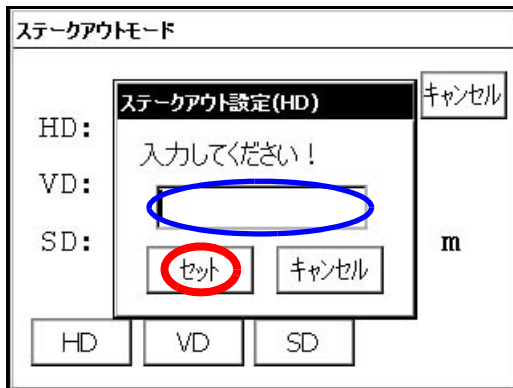 ステークアウトモード
キャンセル
ステークアウト設定(HD)
HD:
入力してください！
VD:
SD:
m
セット
キャンセル
HD
VD
SD